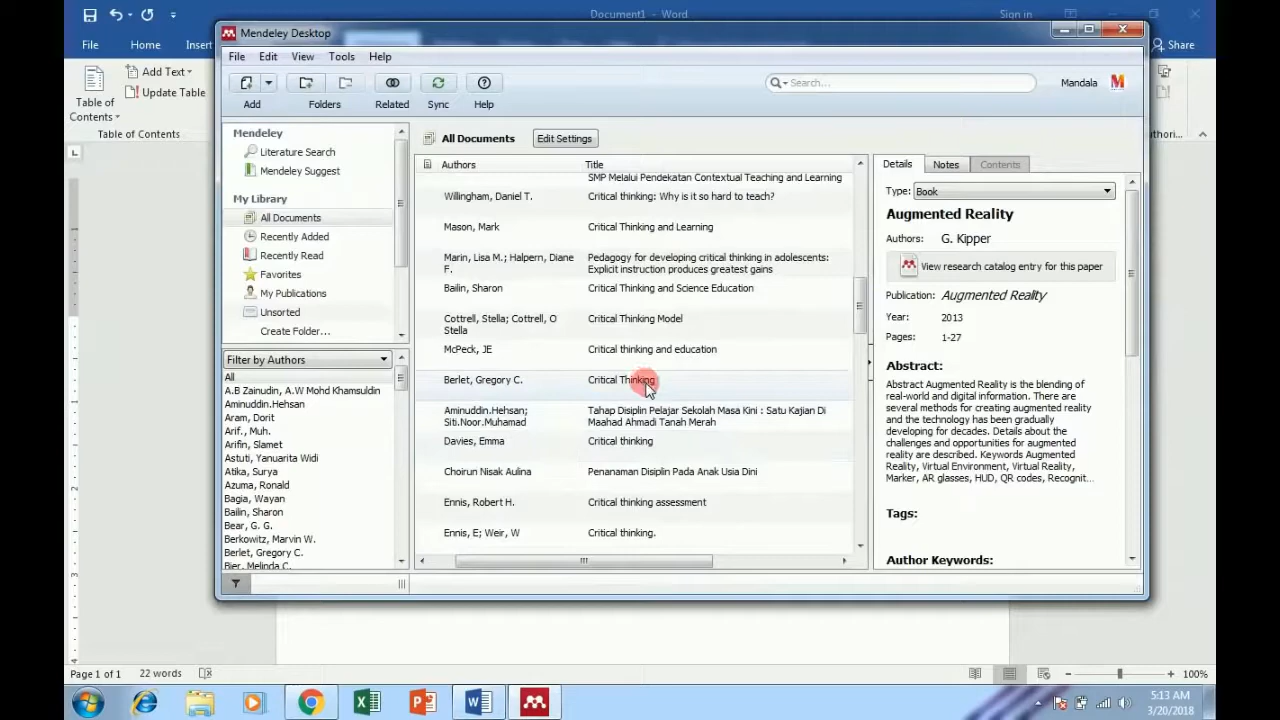 Document1 - Word
Sign in
File
Home
Insert
Share
Add Text
Update Table
Table of
Contents
Table of Contents
Mendeley Desktop
File
Edit
View
Tools
Help
Add
Folders
Related
Sync
Help
Search...
Mandala
Mendeley
Literature Search
Mendeley Suggest
My Library
All Documents
Recently Added
Recently Read
Favorites
My Publications
Unsorted
Create Folder...
Filter by Authors
All
A.B Zainudin, A.W Mohd Khamsuldin
Aminuddin.Hehsan
Aram, Dorit
Arif., Muh.
Arifin, Slamet
Astuti, Yanuarita Widi
Atika, Surya
Azuma, Ronald
Bagia, Wayan
Bailin, Sharon
Bear, G. G.
Berkowitz, Marvin W.
Berlet, Gregory C.
Bier, Melinda C.
All Documents
Edit Settings
Authors
Title
SMP Melalui Pendekatan Contextual Teaching and Learning
Willingham, Daniel T.
Critical thinking: Why is it so hard to teach?
Mason, Mark
Critical Thinking and Learning
Marin, Lisa M.; Halpern, Diane
F.
Pedagogy for developing critical thinking in adolescents:
Explicit instruction produces greatest gains
Bailin, Sharon
Critical Thinking and Science Education
Cottrell, Stella; Cottrell, O
Stella
Critical Thinking Model
McPeck, JE
Critical thinking and education
Berlet, Gregory C.
Critical Thinking
Aminuddin.Hehsan;
Siti.Noor.Muhamad
Tahap Disiplin Pelajar Sekolah Masa Kini : Satu Kajian Di
Maahad Ahmadi Tanah Merah
Davies, Emma
Critical thinking
Choirun Nisak Aulina
Penanaman Disiplin Pada Anak Usia Dini
Ennis, Robert H.
Critical thinking assessment
Ennis, E; Weir, W
Critical thinking.
Details
Notes
Contents
Type:
Book
Augmented Reality
Authors:
G. Kipper
View research catalog entry for this paper
Publication:
Augmented Reality
Year:
2013
Pages:
1-27
Abstract:
Abstract Augmented Reality is the blending of
real-world and digital information. There are
several methods for creating augmented reality
and the technology has been gradually
developing for decades. Details about the
challenges and opportunities for augmented
reality are described. Keywords Augmented
Reality, Virtual Environment, Virtual Reality,
Marker, AR glasses, HUD, QR codes, Recognit...
Tags:
Author Keywords:
Page 1 of 1
22 words
100%
5:13 AM
3/20/2018